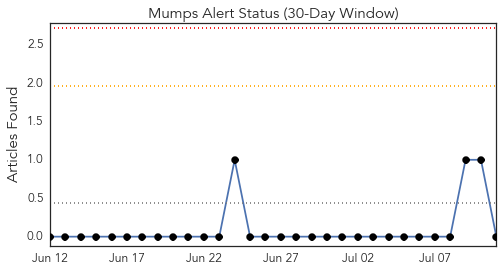 Mumps Alert Status (30-Day Window)
Articles Found
2.5
2.0
1.5
1.0
0.5
0.0
Jun 12 Jun 17 Jun 22 Jun 27 Jul 02 Jul 07